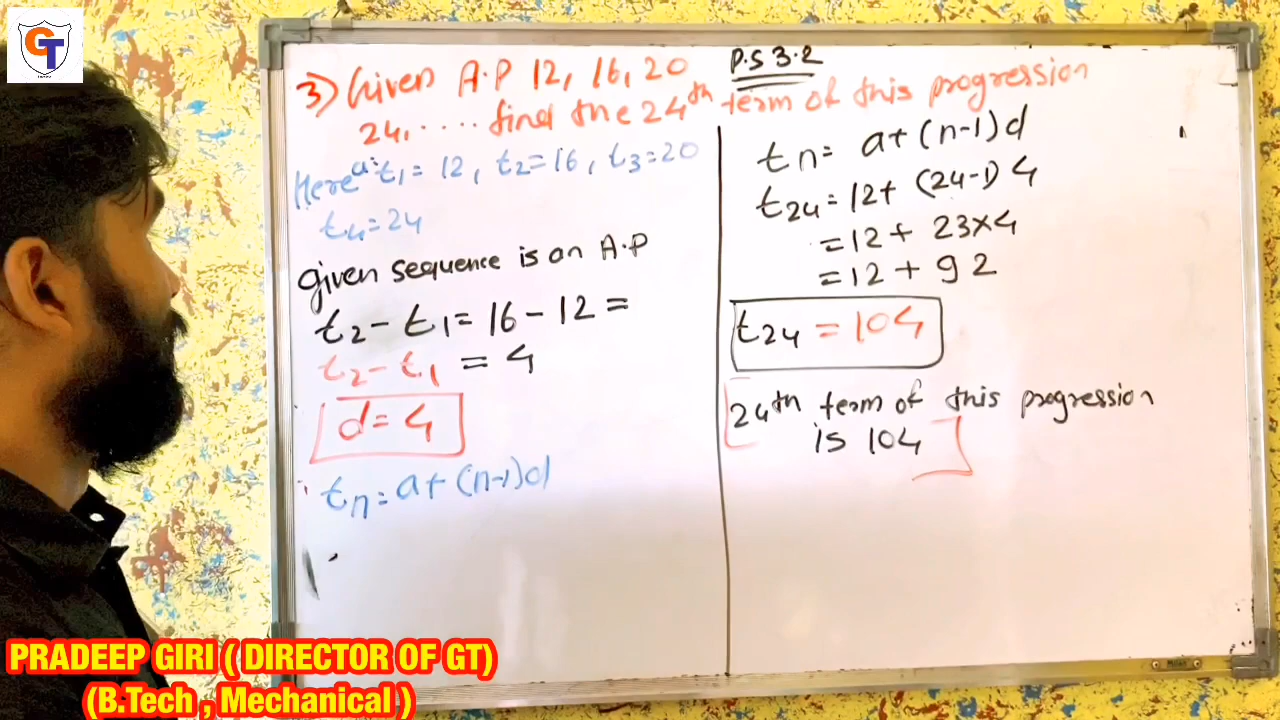 GT
P.S 3.2
3) Given A.P 12, 16, 20
24, ..... find the 24th term of this progression
Here a = t1 = 12, t2 = 16, t3 = 20
t4 = 24
given sequence is an A.P
t2 - t1 = 16 - 12 =
t2 - t1 = 4
d = 4
tn = a + (n-1)d
tn = a + (n-1)d
t24 = 12 + (24-1) 4
= 12 + 23×4
= 12 + 92
t24 = 104
24th term of this progression
is 104
PRADEEP GIRI ( DIRECTOR OF GT)
(B.Tech , Mechanical )